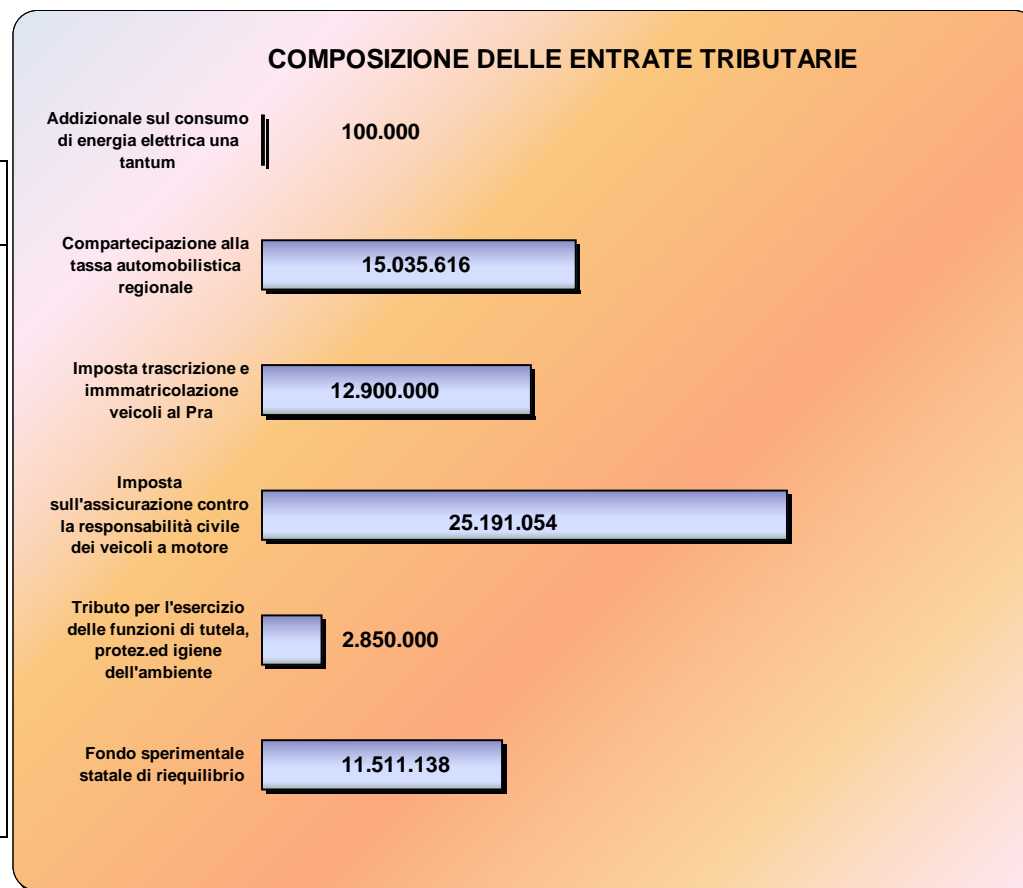 COMPOSIZIONE DELLE ENTRATE TRIBUTARIE
Addizionale sul consumo
di energia elettrica una
tantum
100.000
Compartecipazione alla
tassa automobilistica
regionale
15.035.616
Imposta trascrizione e
immmatricolazione
veicoli al Pra
12.900.000
Imposta
sull'assicurazione contro
la responsabilità civile
dei veicoli a motore
25.191.054
Tributo per l'esercizio
delle funzioni di tutela,
protez.ed igiene
dell'ambiente
2.850.000
Fondo sperimentale
statale di riequilibrio
11.511.138